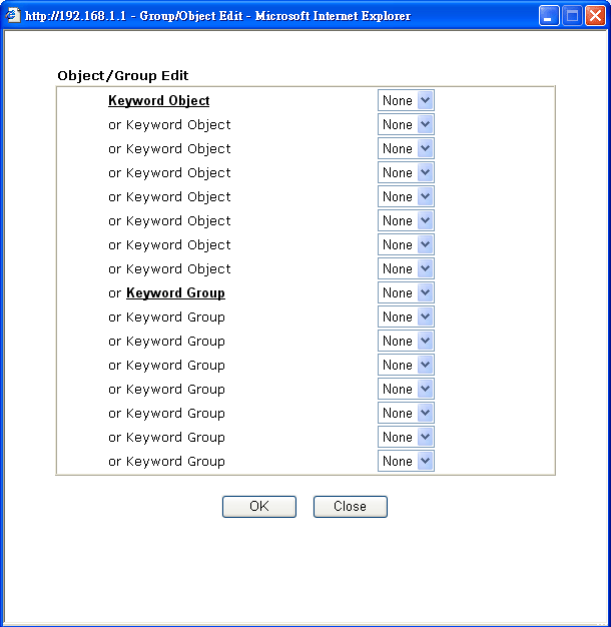 http://192.168.1.1 - Group/Object Edit - Microsoft Internet Explorer
Object/Group Edit
Keyword Object None
or Keyword Object None
or Keyword Object None
or Keyword Object None
or Keyword Object None
or Keyword Object None
or Keyword Object None
or Keyword Object None
or Keyword Group None
or Keyword Group None
or Keyword Group None
or Keyword Group None
or Keyword Group None
or Keyword Group None
or Keyword Group None
or Keyword Group None
OK Close